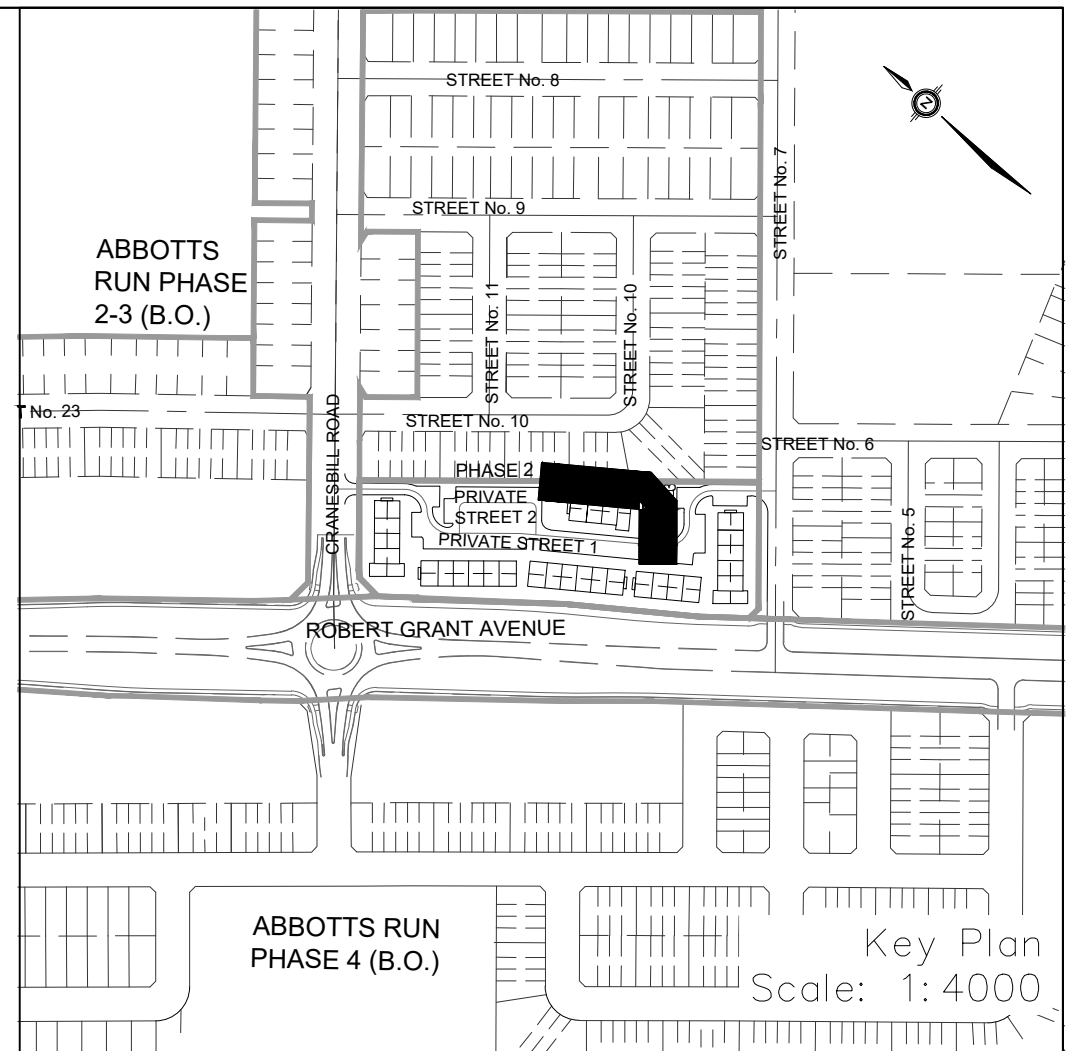 STREET No. 8
N
STREET No. 7
STREET No. 9
ABBOTTS
RUN PHASE
2-3 (B.O.)
STREET No. 11
STREET No. 10
T No. 23
CRANESBILL ROAD
STREET No. 10
STREET No. 6
PHASE 2
PRIVATE
STREET 2
STREET No. 5
PRIVATE STREET 1
ROBERT GRANT AVENUE
ABBOTTS RUN
PHASE 4 (B.O.)
Key Plan
Scale: 1:4000